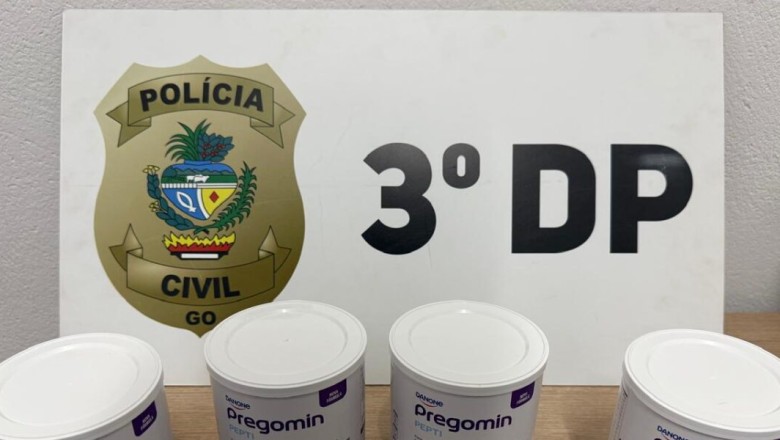 POLÍCIA
CIVIL
GO
3º DP
DANONE
Pregomin
PEPTI
DANONE
Pregomin
PEPTI